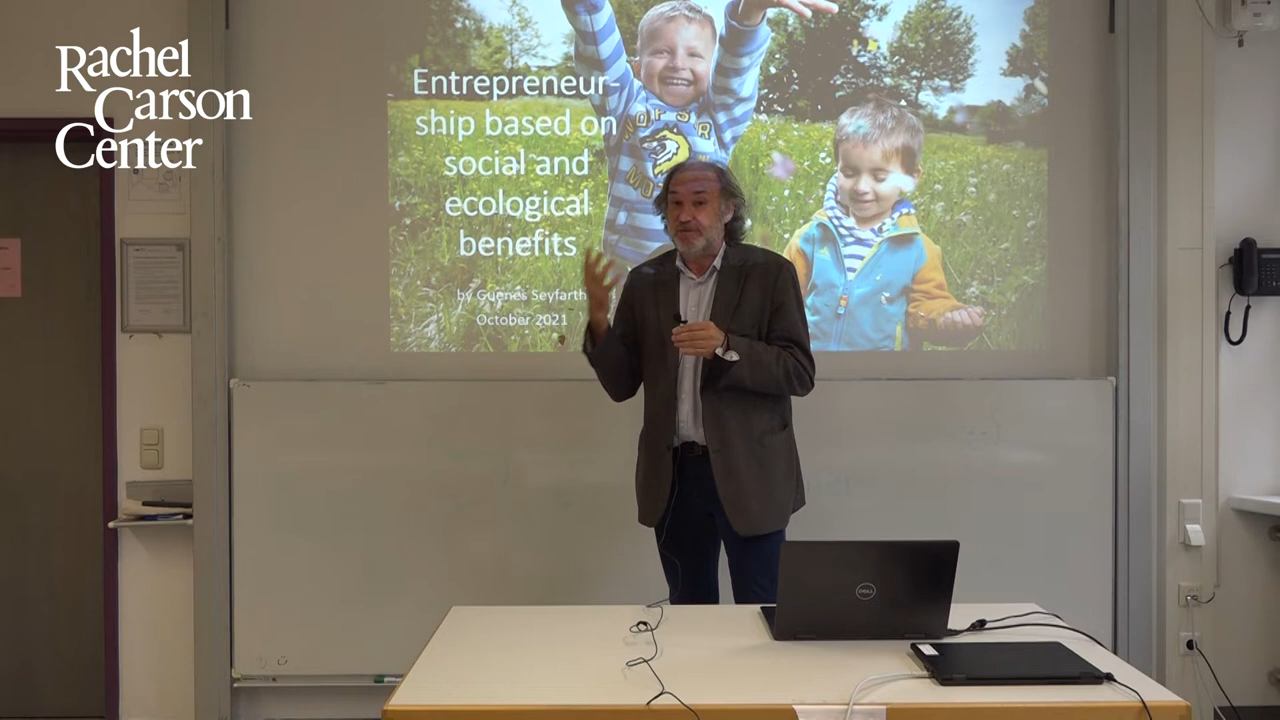 Rachel
Carson
Center
Entrepreneur-
ship based on
social and
ecological
benefits
by Guenes Seyfarth
October 2021
DELL